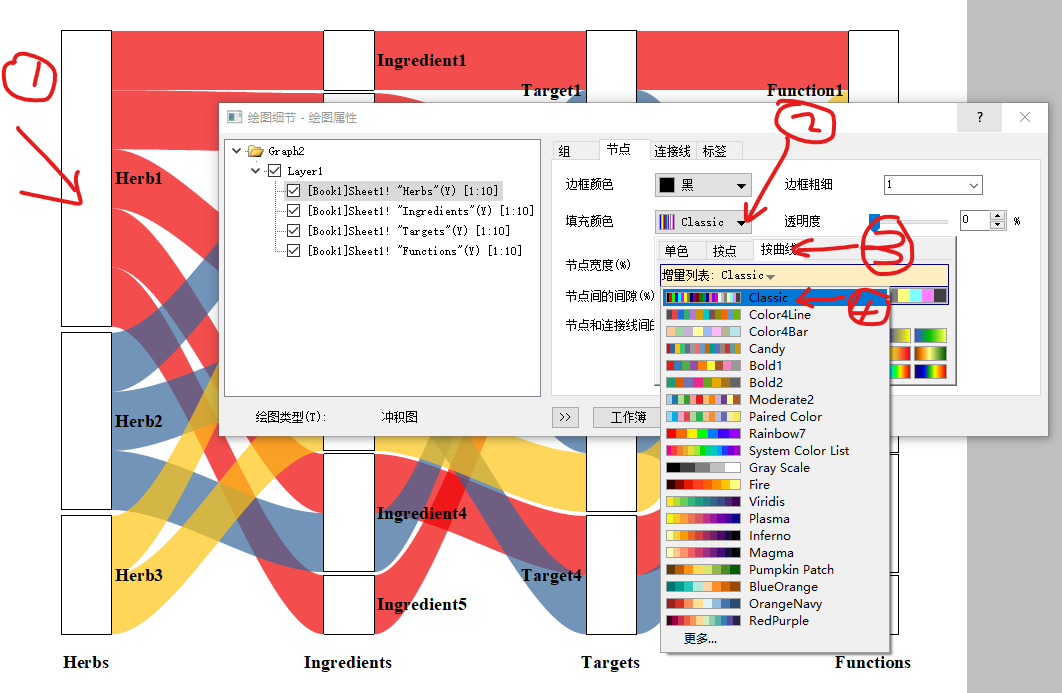 1
Ingredient1
Target1
Function1
Herb1
Herb2
Ingredient4
Herb3
Target4
Ingredient5
Herbs
Ingredients
Targets
Functions
绘图细节 - 绘图属性
?
Graph2
Layer1
[Book1]Sheet1! "Herbs"(Y) [1:10]
[Book1]Sheet1! "Ingredients"(Y) [1:10]
[Book1]Sheet1! "Targets"(Y) [1:10]
[Book1]Sheet1! "Functions"(Y) [1:10]
绘图类型(T): 冲积图
>> 工作簿
组 节点 连接线 标签
2
边框颜色 黑 边框粗细 1
填充颜色 Classic 透明度 0 %
节点宽度(%)
节点间的间隙(%)
节点和连接线间的
单色 按点 按曲线
3
增量列表: Classic
Classic
4
Color4Line
Color4Bar
Candy
Bold1
Bold2
Moderate2
Paired Color
Rainbow7
System Color List
Gray Scale
Fire
Viridis
Plasma
Inferno
Magma
Pumpkin Patch
BlueOrange
OrangeNavy
RedPurple
更多...